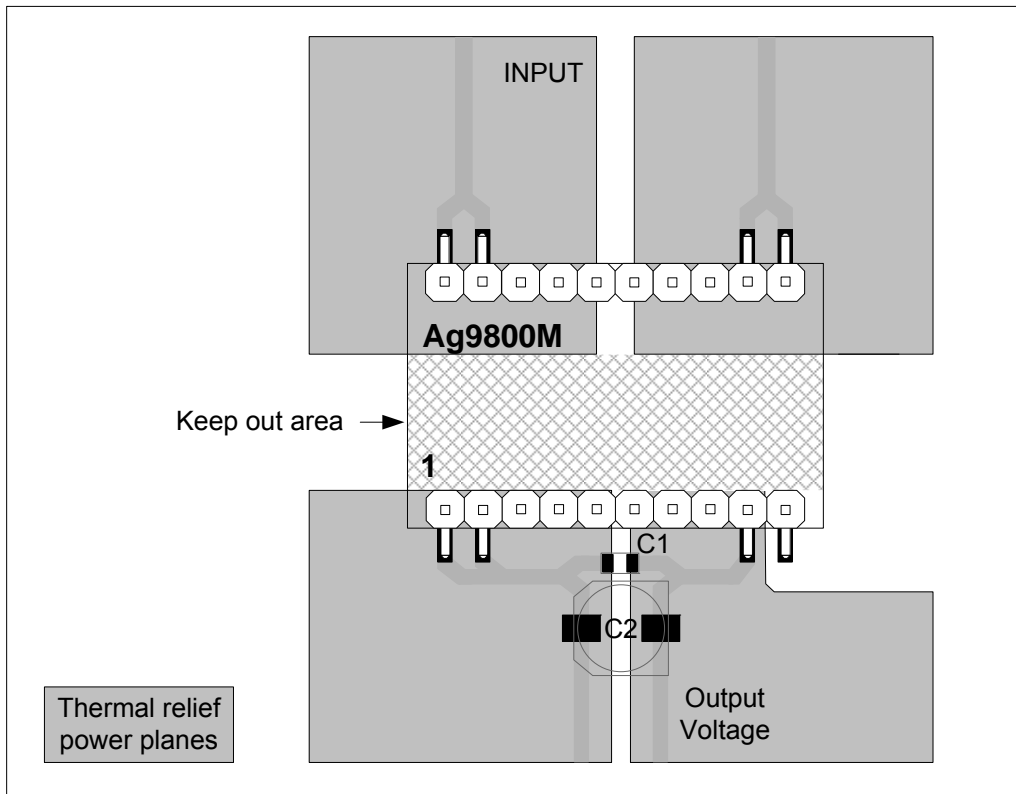 INPUT
Ag9800M
Keep out area
1
C1
C2
Output
Voltage
Thermal relief
power planes